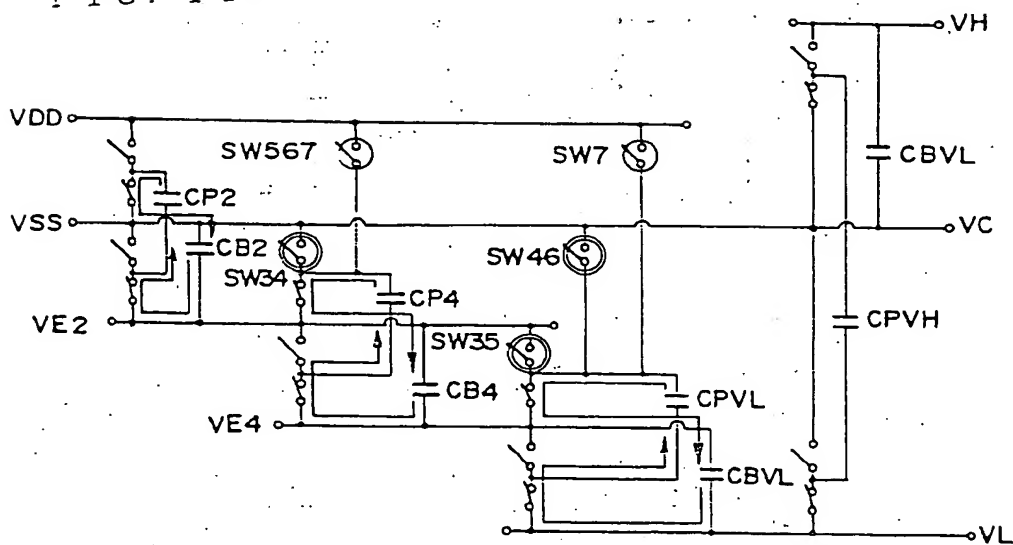 VH
VDD
SW567
SW7
CBVL
CP2
VSS
VC
CB2
SW34
SW46
CP4
CPVH
VE2
SW35
CB4
CPVL
VE4
CBVL
VL